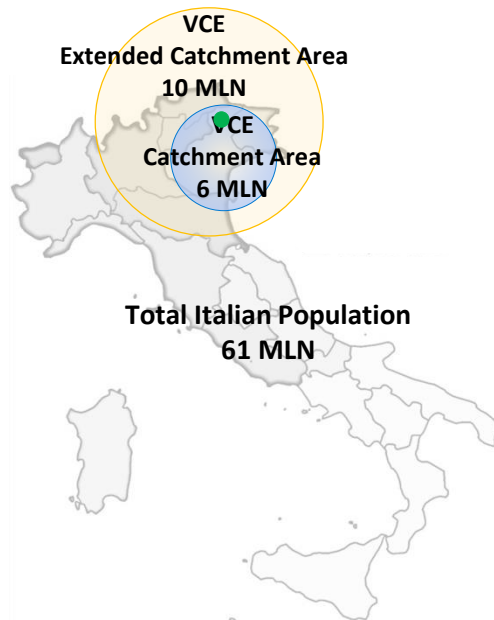 VCE
Extended Catchment Area
10 MLN
VCE
Catchment Area
6 MLN
Total Italian Population
61 MLN